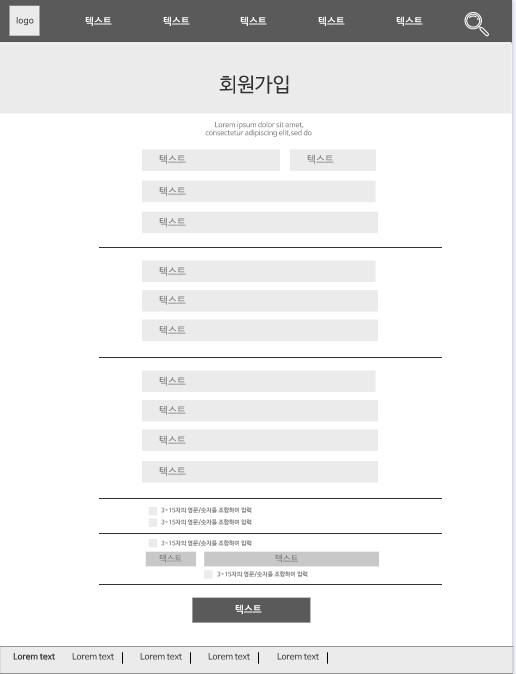 logo 텍스트 텍스트 텍스트 텍스트 텍스트
회원가입
Lorem ipsum dolor sit amet,
consectetur adipiscing elit,sed do
텍스트 텍스트
텍스트
텍스트
텍스트
텍스트
텍스트
텍스트
텍스트
텍스트
텍스트
3~15자의 영문/숫자을 조합하여 입력
3~15자의 영문/숫자을 조합하여 입력
3~15자의 영문/숫자을 조합하여 입력
텍스트 텍스트
3~15자의 영문/숫자을 조합하여 입력
텍스트
Lorem text Lorem text Lorem text Lorem text Lorem text